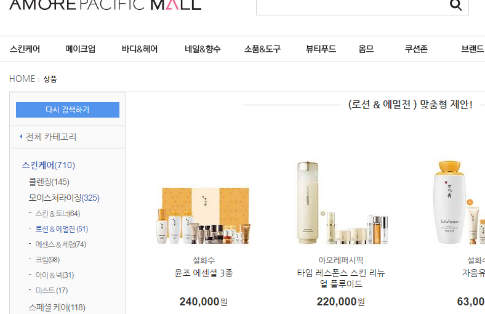 AMOREPACIFIC MALL
스킨케어 메이크업 바디&헤어 네일&향수 소품&도구 뷰티푸드 옴므 쿠션존 브랜드
HOME 상품
다시 검색하기
(로션 & 에멀젼 ) 맞춤형 제안!
전체 카테고리
스킨케어(710)
클렌징(145)
모이스처라이징(325)
- 스킨 & 토너(64)
- 로션 & 에멀젼 (51)
- 에센스 & 세럼(74)
- 크림(98)
- 아이 & 넥(31)
- 미스트 (17)
스페셜 케어(118)
설화수
윤조 에센셜 3종
240,000원
아모레퍼시픽
타임 레스폰스 스킨 리뉴
얼 플루이드
220,000원
설화
자음유
63,00